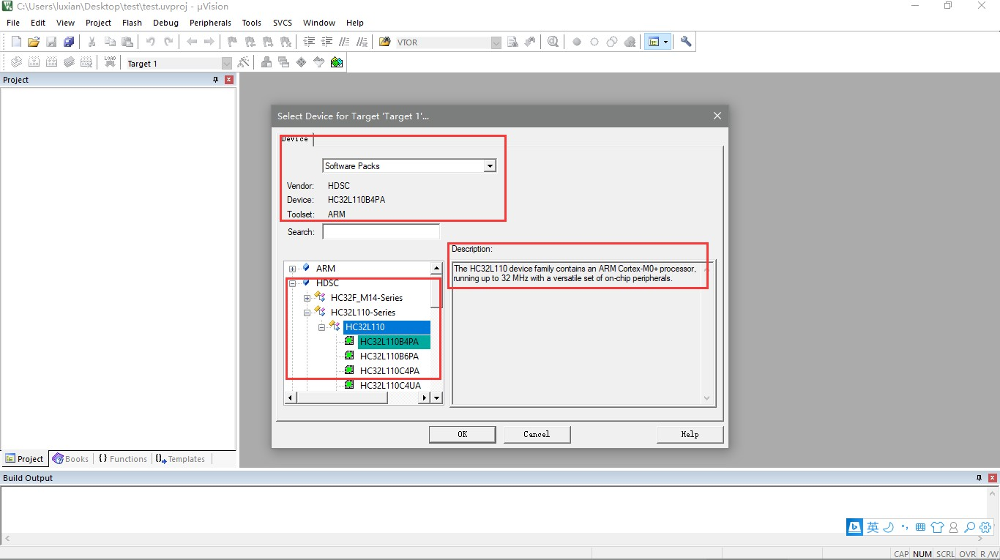 C:\Users\luxian\Desktop\test\test.uvproj - µVision
File Edit View Project Flash Debug Peripherals Tools SVCS Window Help
VTOR
LOAD Target 1
Project
Select Device for Target 'Target 1'...
Device
Software Packs
Vendor: HDSC
Device: HC32L110B4PA
Toolset: ARM
Search:
Description:
The HC32L110 device family contains an ARM Cortex-M0+ processor,
running up to 32 MHz with a versatile set of on-chip peripherals.
ARM
HDSC
HC32F_M14-Series
HC32L110-Series
HC32L110
HC32L110B4PA
HC32L110B6PA
HC32L110C4PA
HC32L110C4UA
OK Cancel Help
Project Books {} Functions Templates
Build Output
英
CAP NUM SCRL OVR R /W